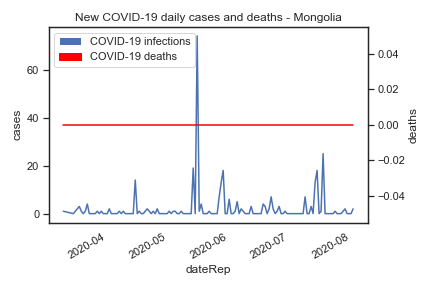 New COVID-19 daily cases and deaths - Mongolia
COVID-19 infections
COVID-19 deaths
60
40
20
0
cases
0.04
0.02
0.00
−0.02
−0.04
deaths
2020-04
2020-05
2020-06
2020-07
2020-08
dateRep